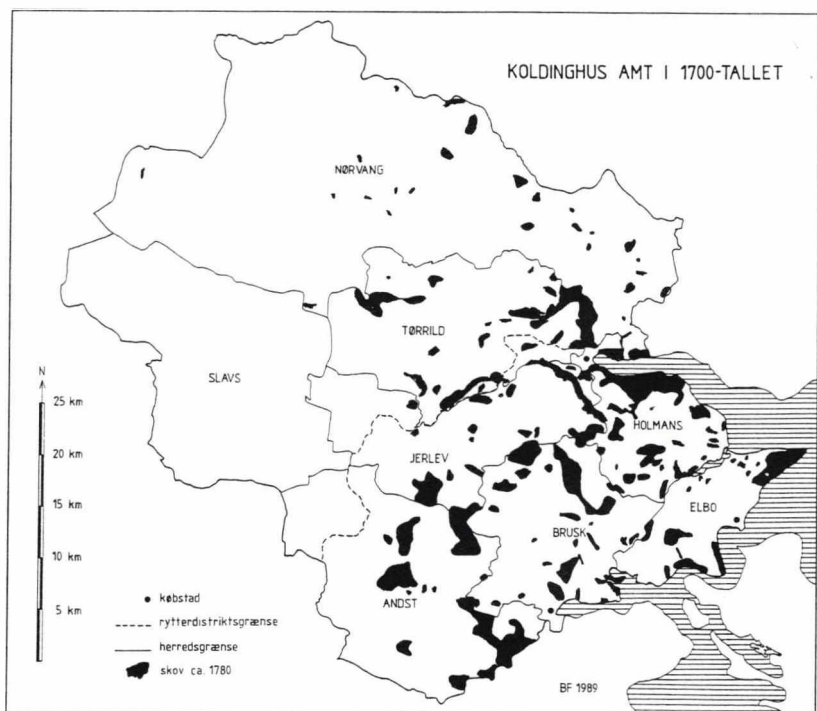 KOLDINGHUS AMT I 1700-TALLET
NØRVANG
TØRRILD
SLAVS
HOLMANS
JERLEV
ELBO
BRUSK
ANDST
N
25 km
20 km
15 km
10 km
5 km
købstad
rytterdistriktsgrænse
herredsgrænse
skov ca. 1780
BF 1989